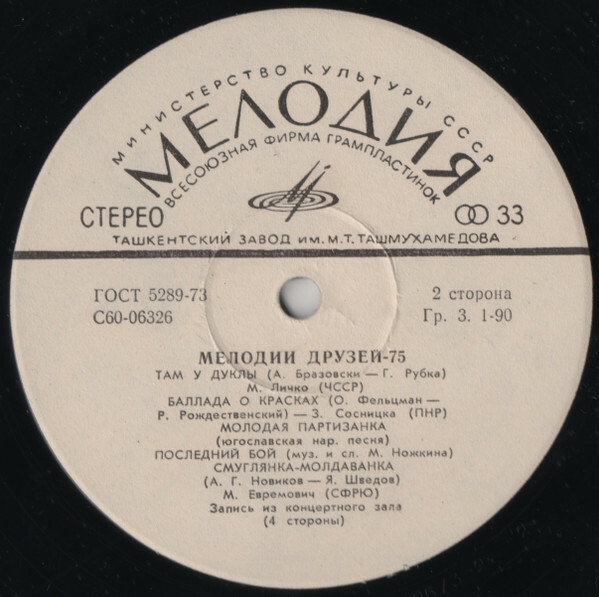 МИНИСТЕРСТВО КУЛЬТУРЫ СССР
МЕЛОДИЯ
ВСЕСОЮЗНАЯ ФИРМА ГРАМПЛАСТИНОК
СТЕРЕО 33
ТАШКЕНТСКИЙ ЗАВОД ИМ. М.Т. ТАШМУХАМЕДОВА
ГОСТ 5289-73 2 сторона
С60-06326 Гр. 3. 1-90
МЕЛОДИИ ДРУЗЕЙ-75
ТАМ У ДУКЛЫ (А. Бразовски — Г. Рубка)
М. Личко (ЧССР)
БАЛЛАДА О КРАСКАХ (О. Фельцман —
Р. Рождественский) — З. Сосницка (ПНР)
МОЛОДАЯ ПАРТИЗАНКА
(югославская нар. песня)
ПОСЛЕДНИЙ БОЙ (муз. и сл. М. Ножкина)
СМУГЛЯНКА-МОЛДАВАНКА
(А. Г. Новиков — Я. Шведов)
М. Евремович (СФРЮ)
Запись из концертного зала
(4 стороны)